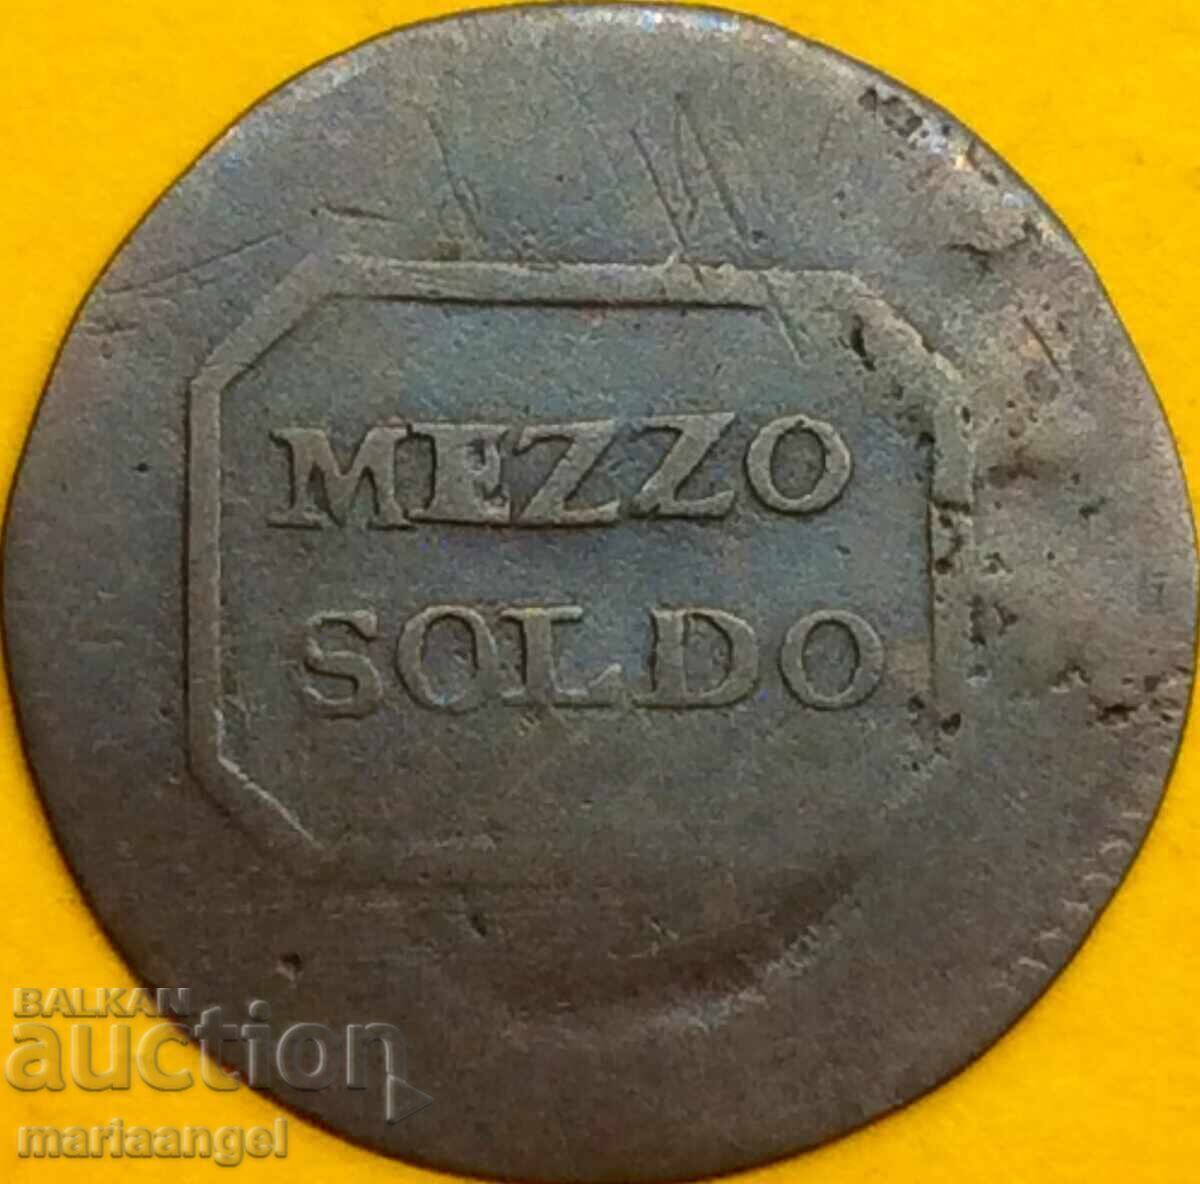 MEZZO
SOLDO
BALKAN
auction
mariaangel